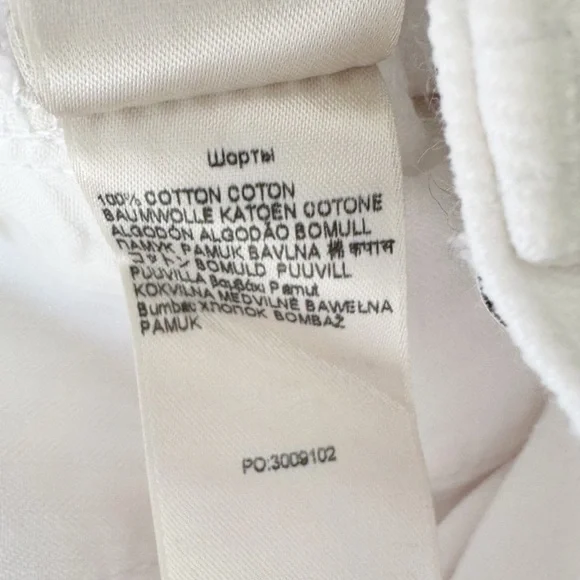 Шорты
100% COTTON COTON
BAUMWOLLE KATOEN COTONE
ALGODÓN ALGODÃO BOMULL
ПАМУК PAMUK BAVLNA 棉 कपास
コットン BOMULD PUUVILL
PUUVILLA Βαμβάκι Pamut
KOKVILNA MEDVILNĖ BAWEŁNA
Bumbac ХЛОПОК BOMBAŽ
PAMUK
PO:3009102